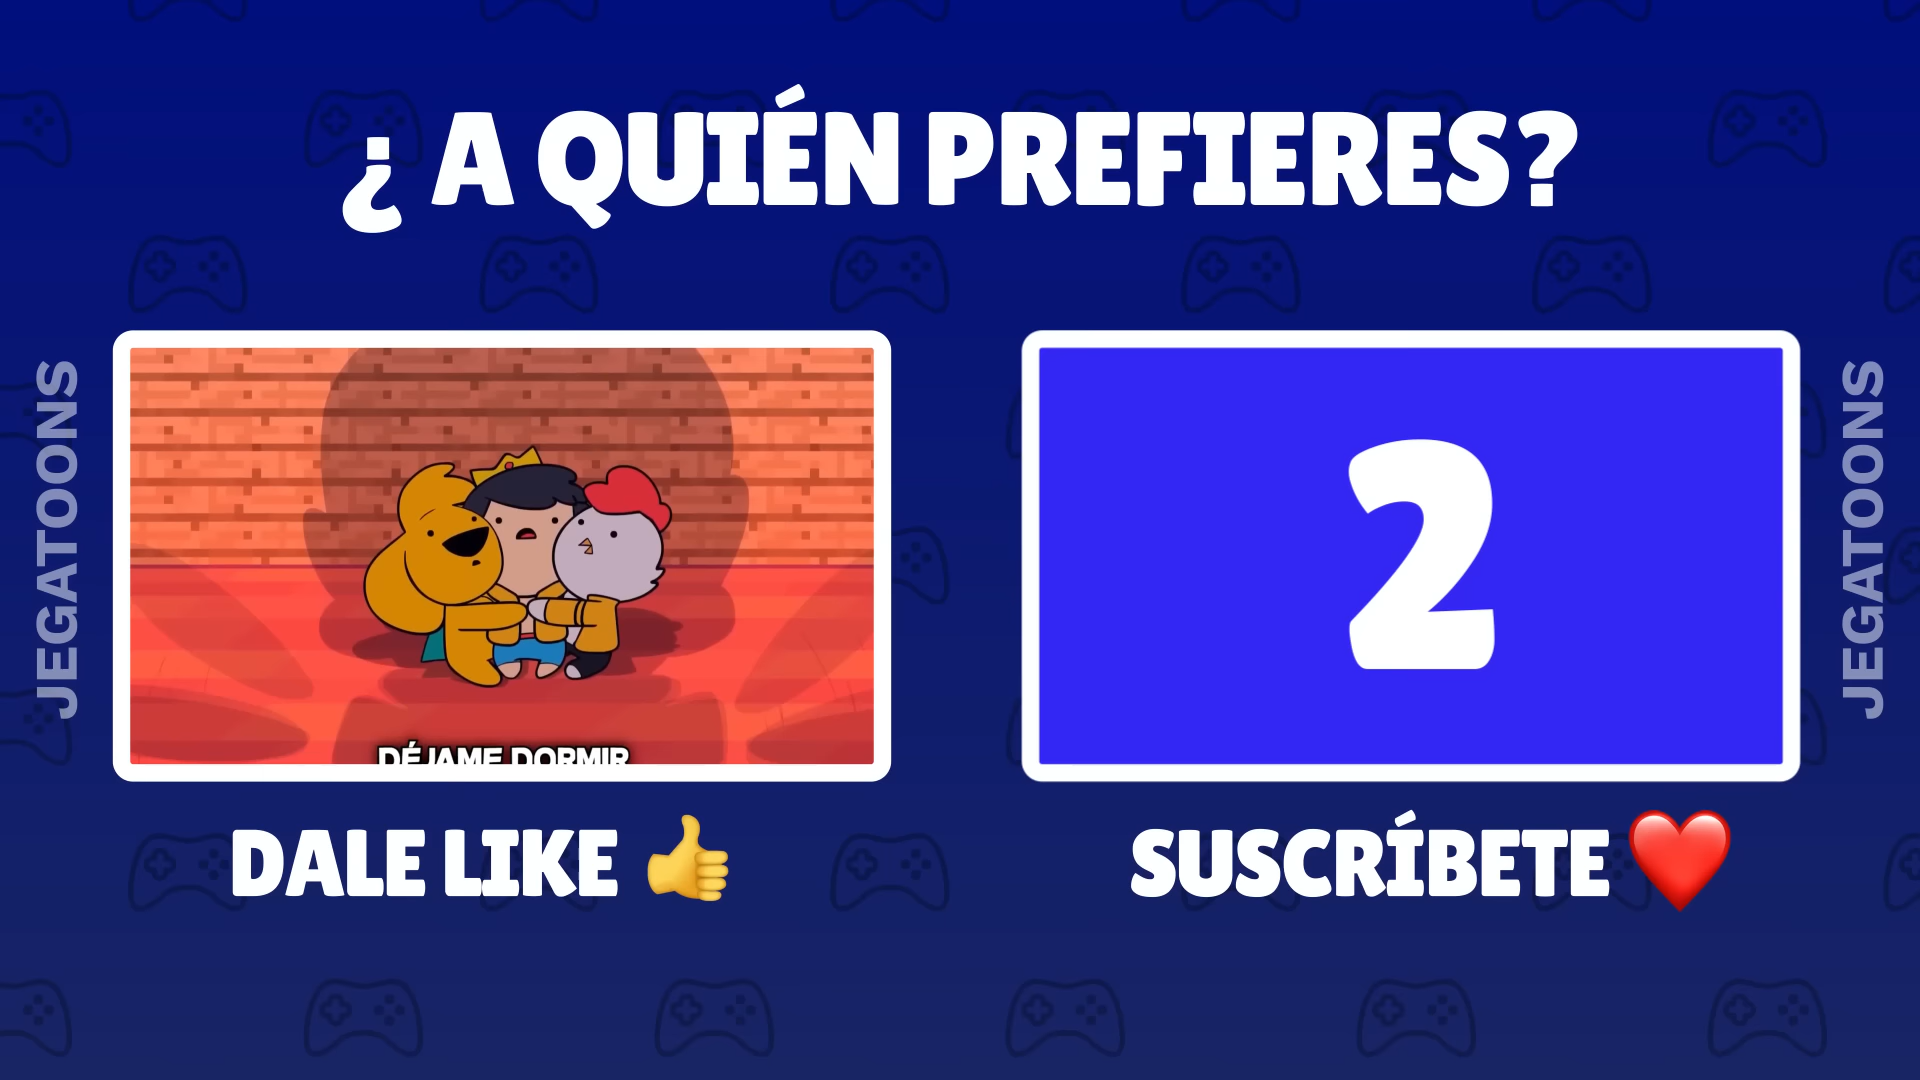 ¿ A QUIÉN PREFIERES?
JEGATOONS
DÉJAME DORMIR
2
JEGATOONS
DALE LIKE 👍
SUSCRÍBETE ❤️